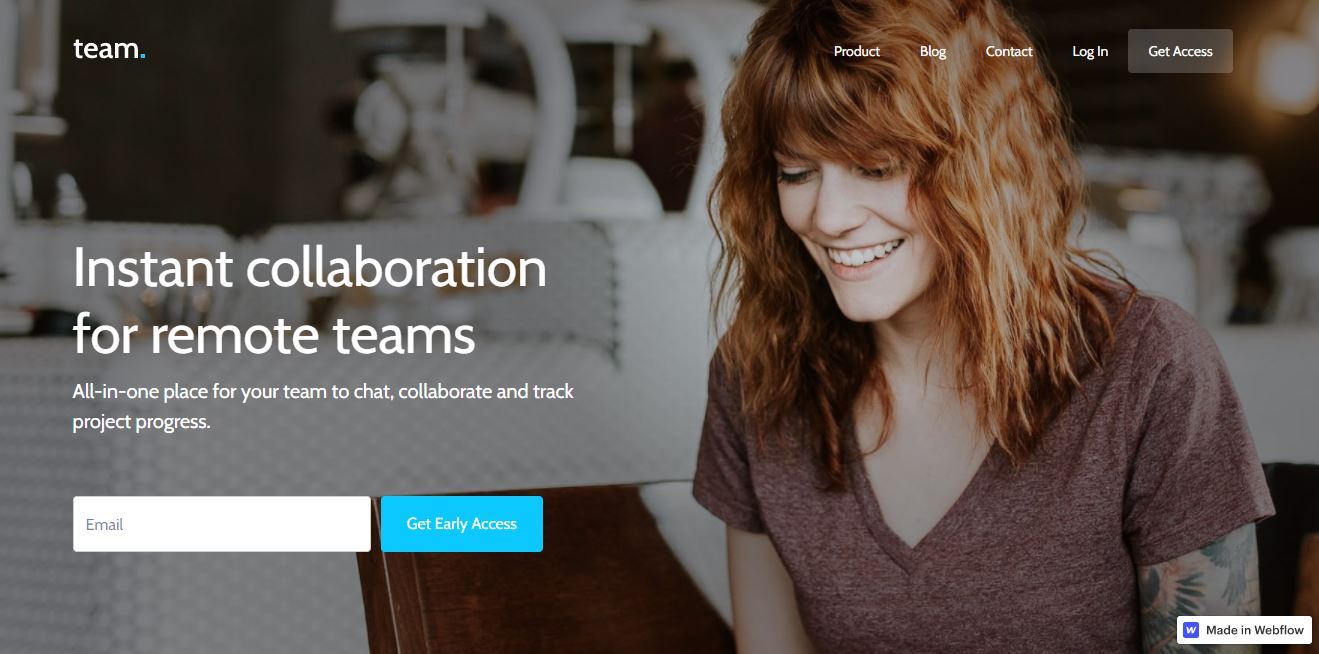 team.
Product
Blog
Contact
Log In
Get Access
Instant collaboration
for remote teams
All-in-one place for your team to chat, collaborate and track
project progress.
Email
Get Early Access
Made in Webflow